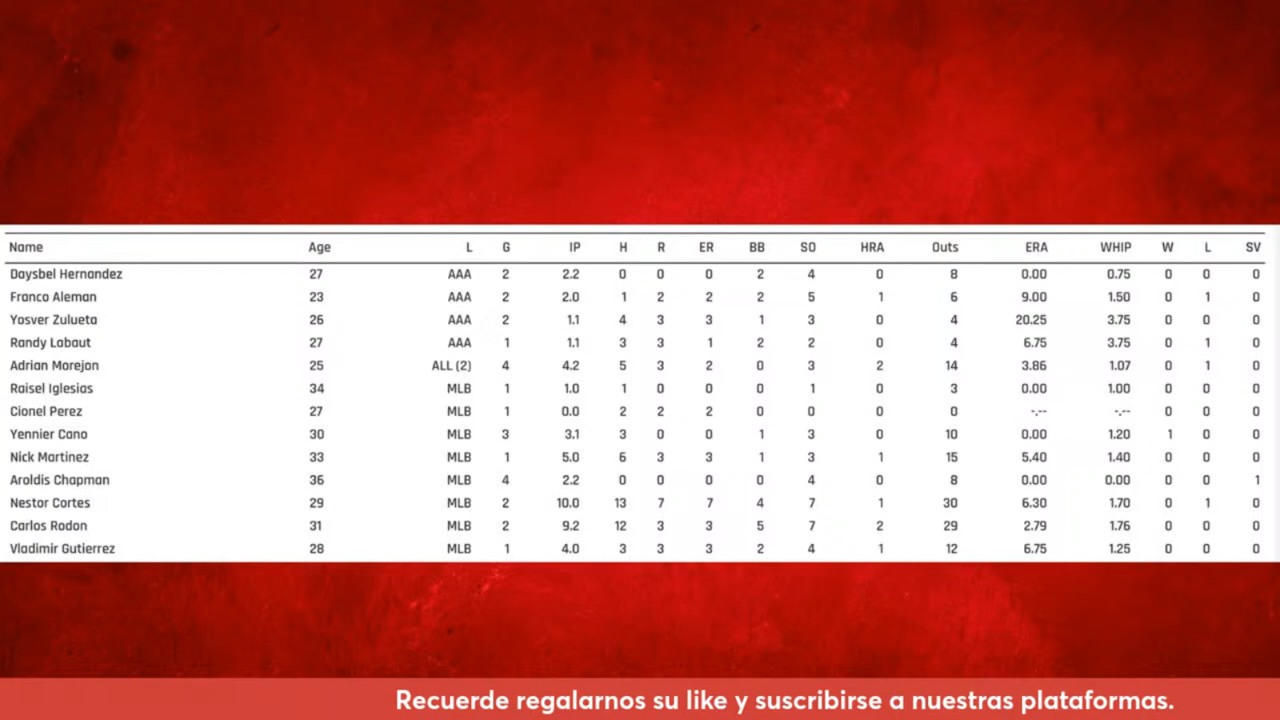 Name Age L G IP H R ER BB SO HRA Outs ERA WHIP W L SV
Daysbel Hernandez 27 AAA 2 2.2 0 0 0 2 4 0 8 0.00 0.75 0 0 0
Franco Aleman 23 AAA 2 2.0 1 2 2 2 5 1 6 9.00 1.50 0 1 0
Yosver Zulueta 26 AAA 2 1.1 4 3 3 1 3 0 4 20.25 3.75 0 0 0
Randy Labaut 27 AAA 1 1.1 3 3 1 2 2 0 4 6.75 3.75 0 1 0
Adrian Morejon 25 ALL (2) 4 4.2 5 3 2 0 3 2 14 3.86 1.07 0 1 0
Raisel Iglesias 34 MLB 1 1.0 1 0 0 0 1 0 3 0.00 1.00 0 0 0
Cionel Perez 27 MLB 1 0.0 2 2 2 0 0 0 0 -.-- -.-- 0 0 0
Yennier Cano 30 MLB 3 3.1 3 0 0 1 3 0 10 0.00 1.20 1 0 0
Nick Martinez 33 MLB 1 5.0 6 3 3 1 3 1 15 5.40 1.40 0 0 0
Aroldis Chapman 36 MLB 4 2.2 0 0 0 0 4 0 8 0.00 0.00 0 0 1
Nestor Cortes 29 MLB 2 10.0 13 7 7 4 7 1 30 6.30 1.70 0 1 0
Carlos Rodon 31 MLB 2 9.2 12 3 3 5 7 2 29 2.79 1.76 0 0 0
Vladimir Gutierrez 28 MLB 1 4.0 3 3 3 2 4 1 12 6.75 1.25 0 0 0
Recuerde regalarnos su like y suscribirse a nuestras plataformas.